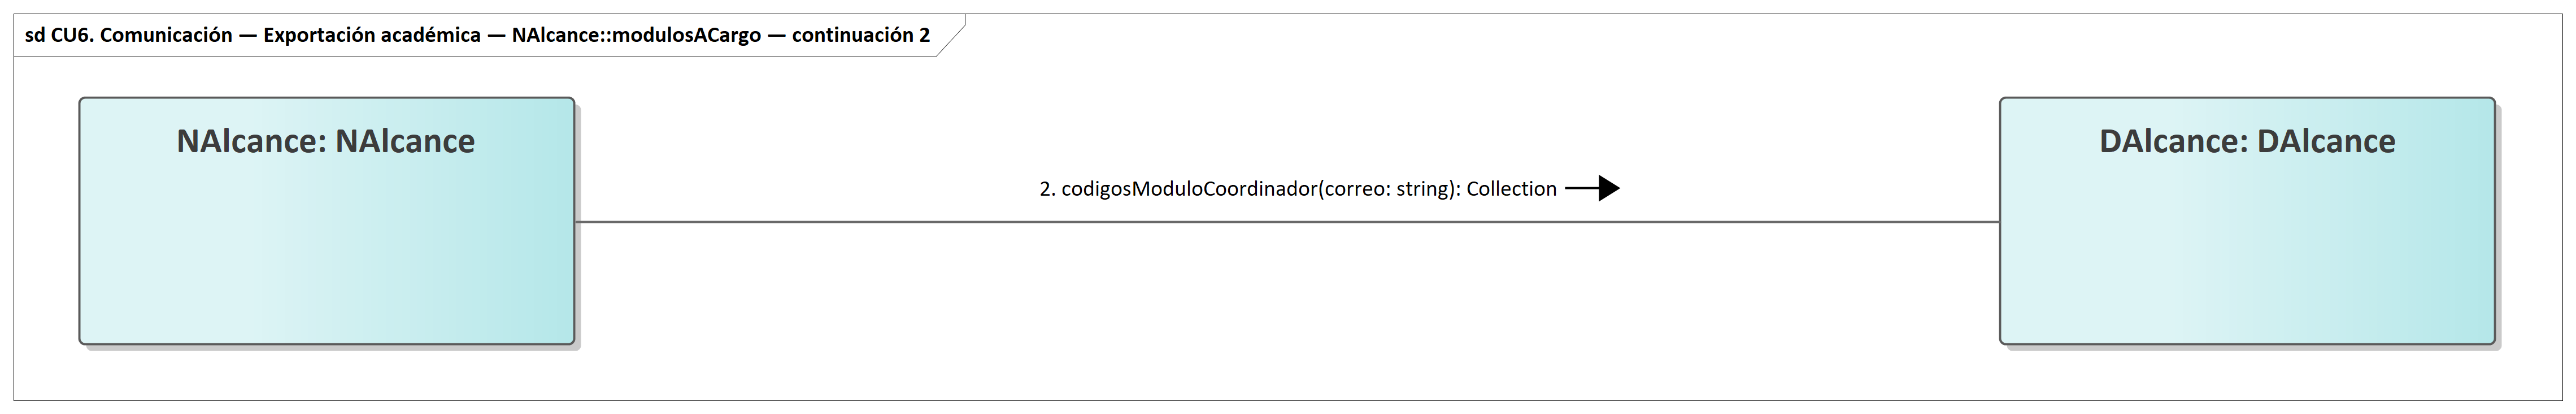 sd CU6. Comunicación — Exportación académica — NAlcance::modulosACargo — continuación 2
NAlcance: NAlcance
DAlcance: DAlcance
2. codigosModuloCoordinador(correo: string): Collection